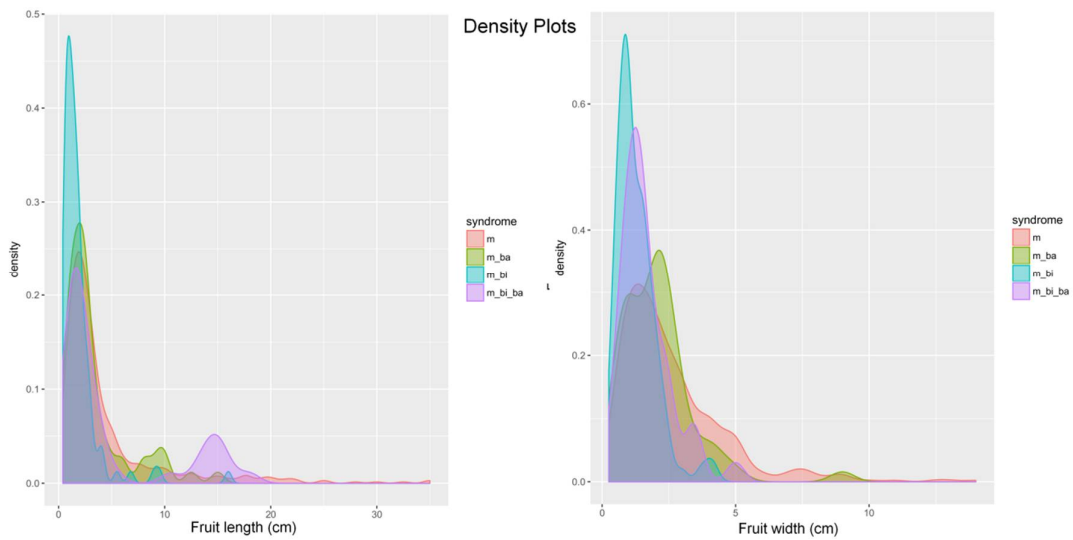 Density Plots
0.5
0.4
0.3
0.2
0.1
0.0
density
0
10
20
30
Fruit length (cm)
syndrome
m
m_ba
m_bi
m_bi_ba
0.6
0.4
0.2
0.0
density
0
5
10
Fruit width (cm)
syndrome
m
m_ba
m_bi
m_bi_ba